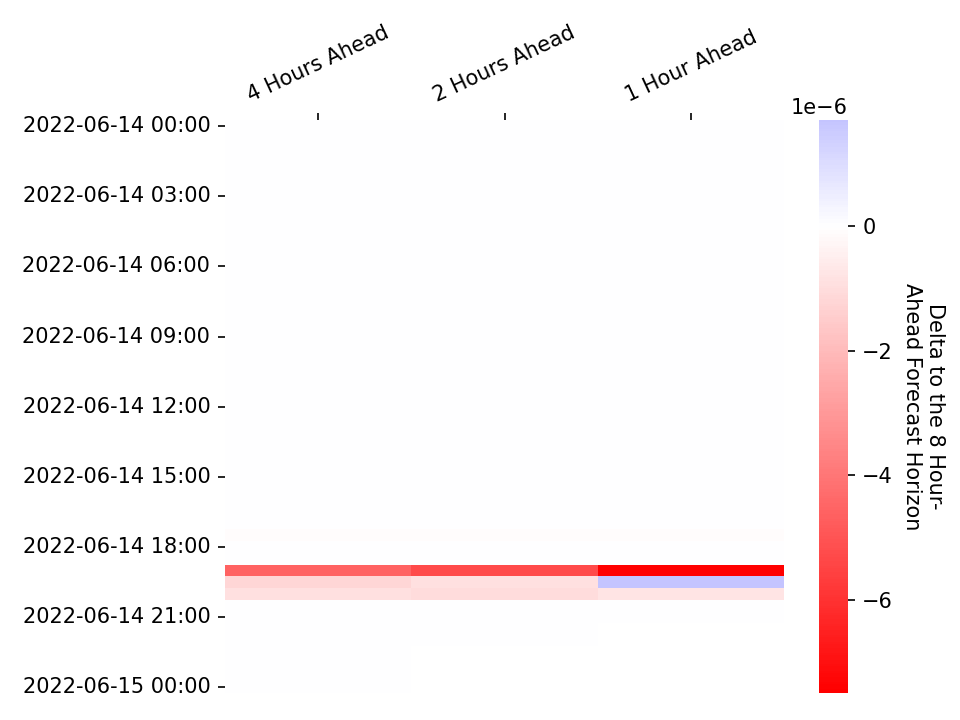 4 Hours Ahead
2 Hours Ahead
1 Hour Ahead
1e−6
2022-06-14 00:00
2022-06-14 03:00
2022-06-14 06:00
2022-06-14 09:00
2022-06-14 12:00
2022-06-14 15:00
2022-06-14 18:00
2022-06-14 21:00
2022-06-15 00:00
0
−2
−4
−6
Delta to the 8 Hour-
Ahead Forecast Horizon